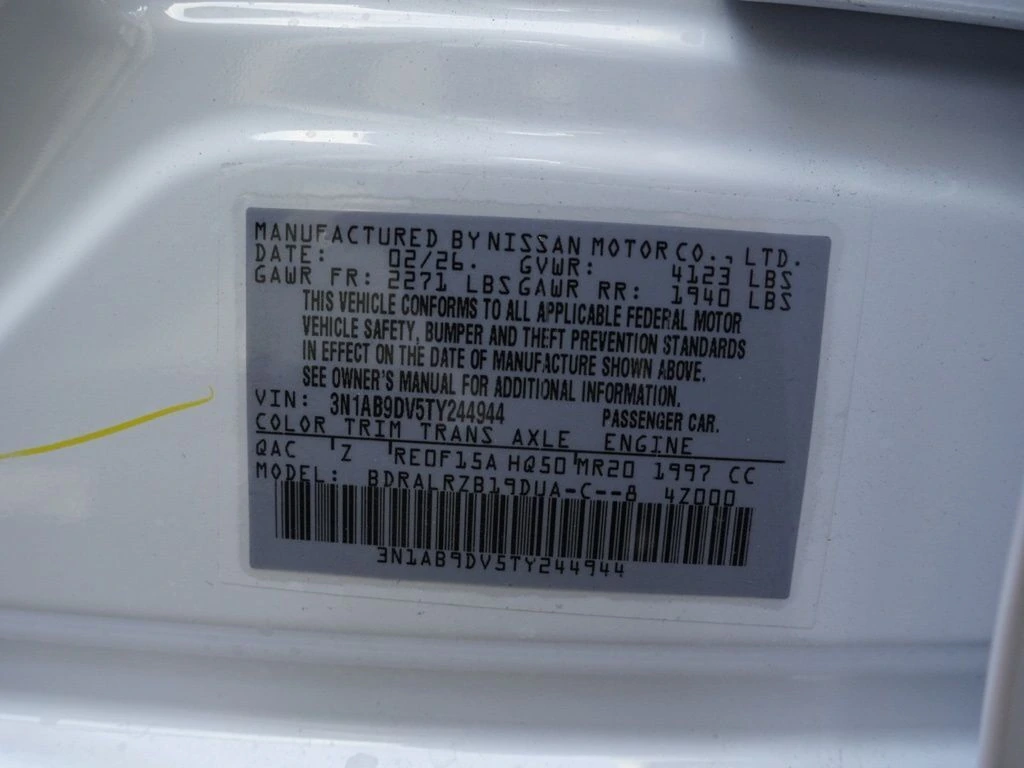 MANUFACTURED BY NISSAN MOTOR CO., LTD.
DATE: 02/26. GVWR: 4123 LBS
GAWR FR: 2271 LBS GAWR RR: 1940 LBS
THIS VEHICLE CONFORMS TO ALL APPLICABLE FEDERAL MOTOR
VEHICLE SAFETY, BUMPER AND THEFT PREVENTION STANDARDS
IN EFFECT ON THE DATE OF MANUFACTURE SHOWN ABOVE.
SEE OWNER'S MANUAL FOR ADDITIONAL INFORMATION.
VIN: 3N1AB9DV5TY244944 PASSENGER CAR.
COLOR TRIM TRANS AXLE ENGINE
QAC Z RE0F15A HQ50 MR20 1997 CC
MODEL: BDRALRZB19DUA-C--8 4Z000
3N1AB9DV5TY244944